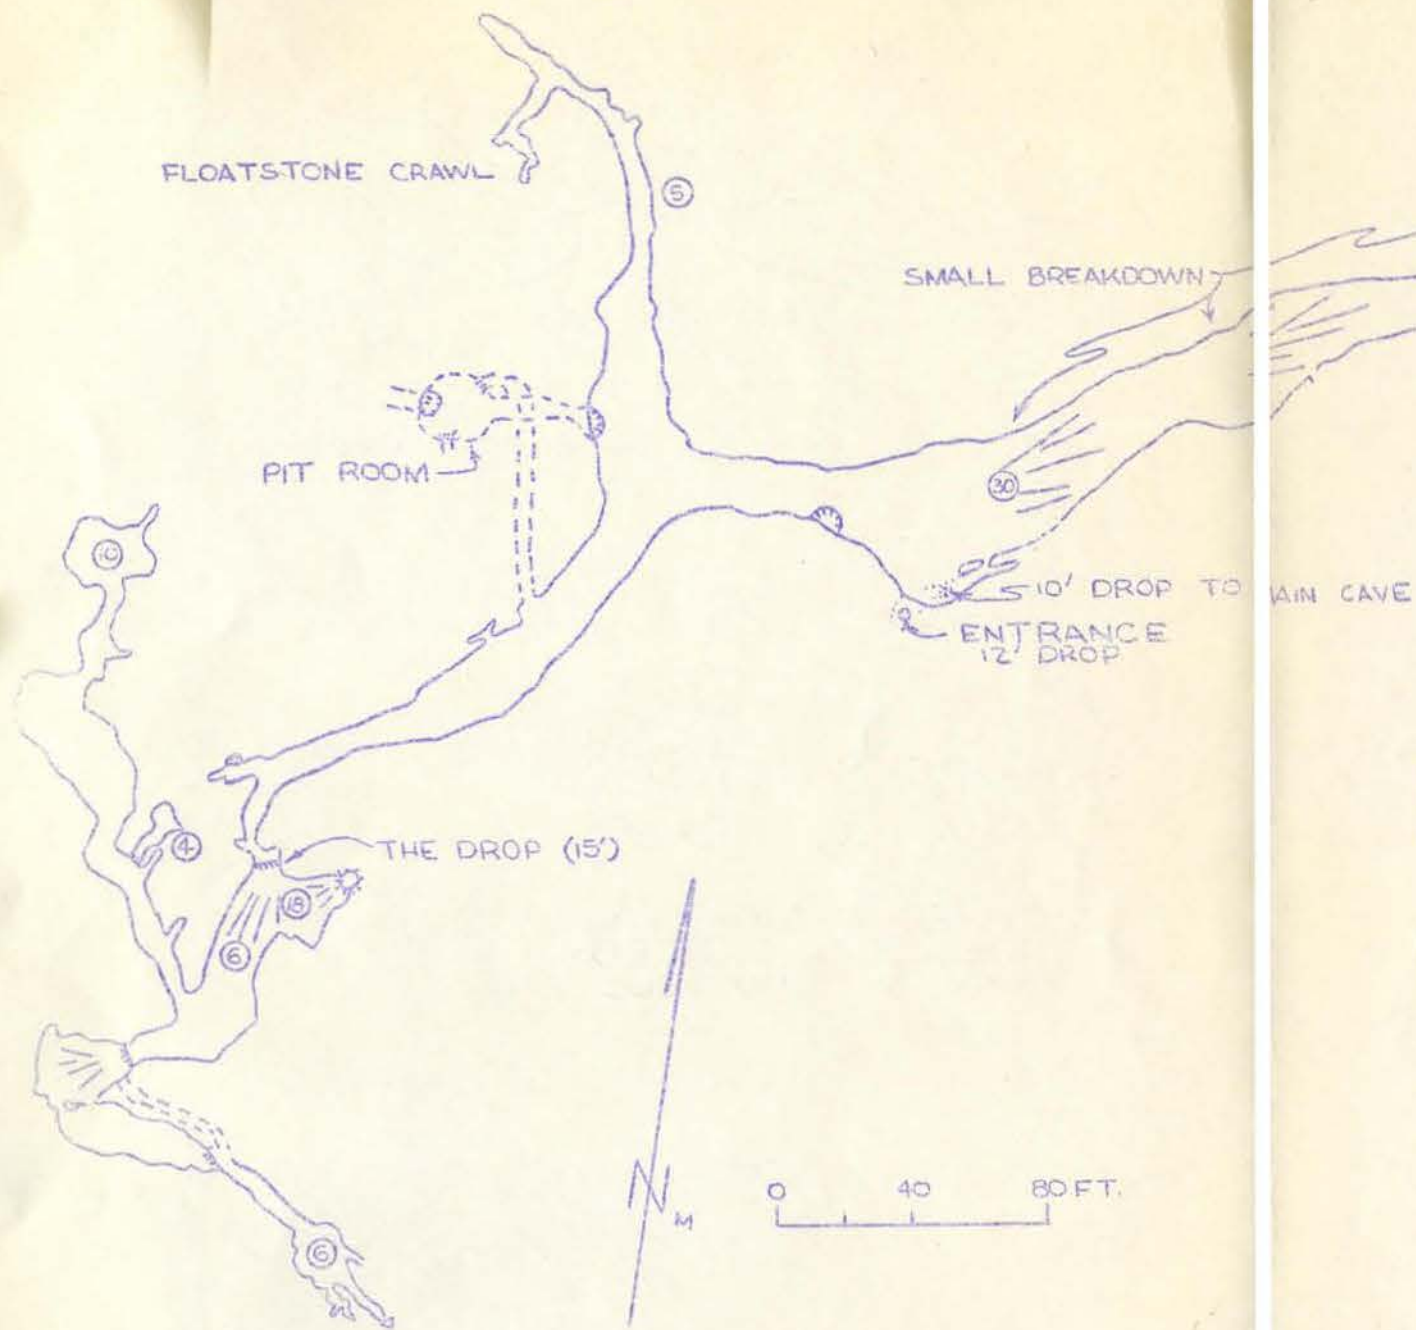 FLOATSTONE CRAWL
5
SMALL BREAKDOWN
PIT ROOM
30
10
10' DROP TO AIN CAVE
ENTRANCE
12' DROP
4
THE DROP (15')
18
6
N
M
0 40 80 FT.
6